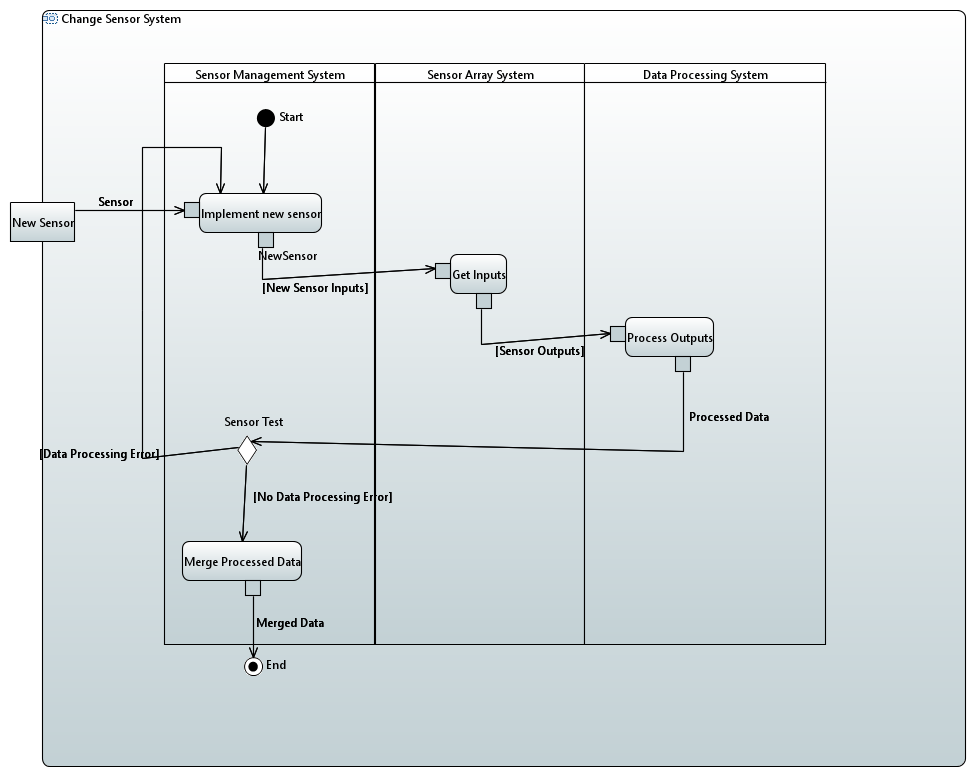 Change Sensor System
Sensor Management System
Sensor Array System
Data Processing System
Start
Sensor
New Sensor
Implement new sensor
NewSensor
Get Inputs
[New Sensor Inputs]
Process Outputs
[Sensor Outputs]
Processed Data
Sensor Test
[Data Processing Error]
[No Data Processing Error]
Merge Processed Data
Merged Data
End